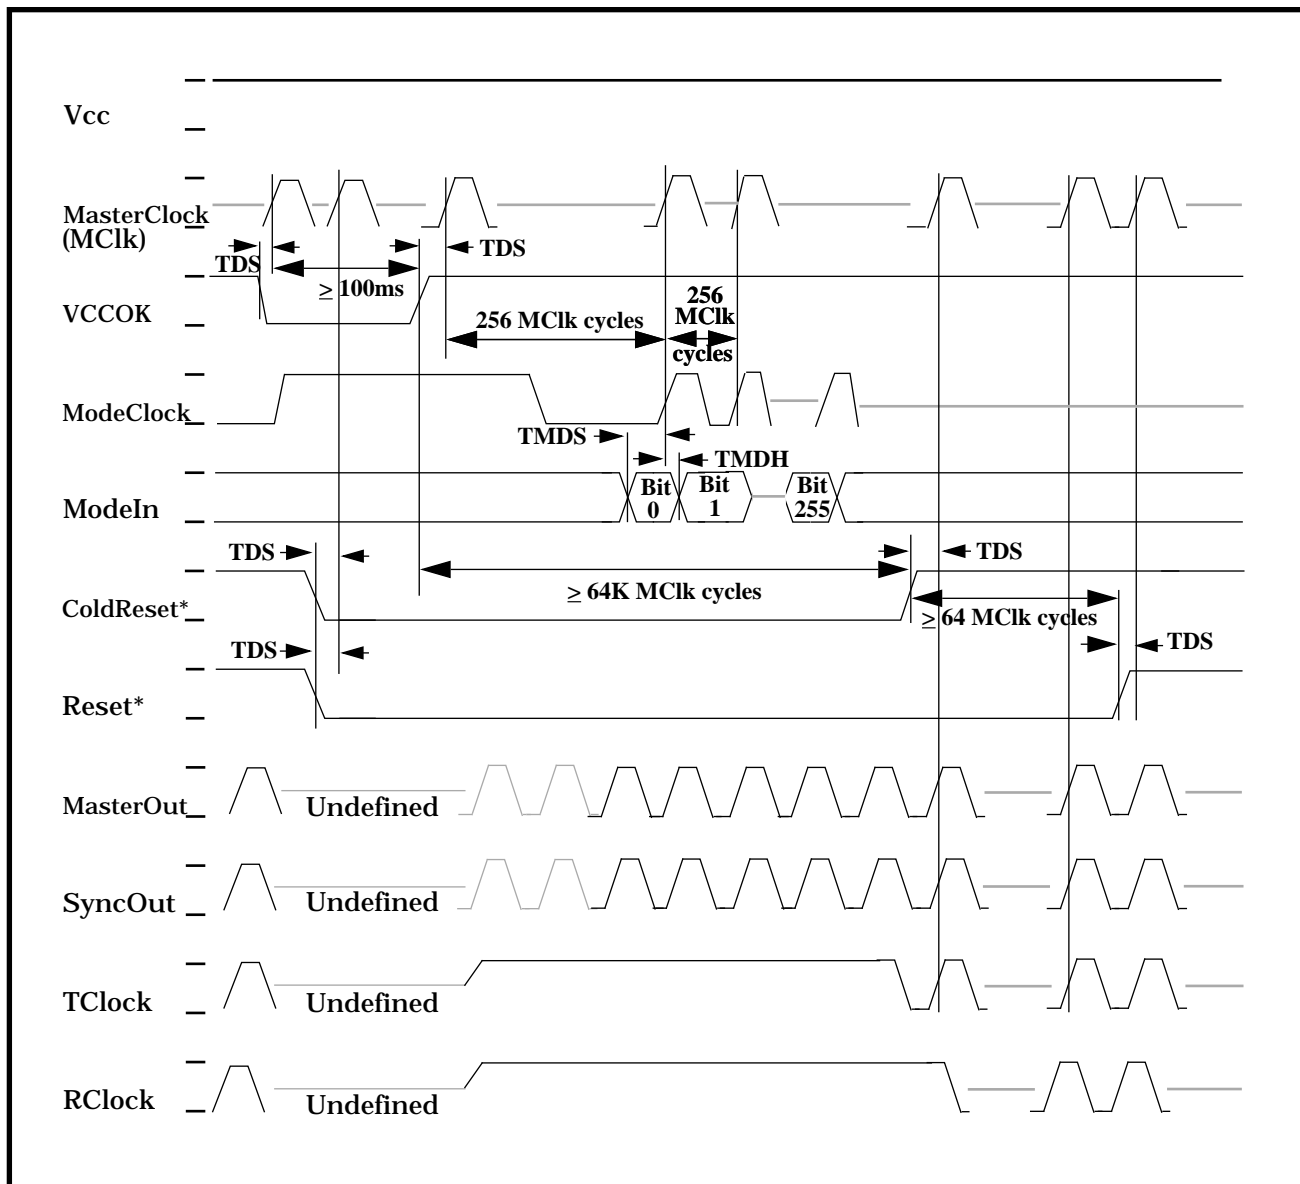 Vcc
MasterClock
(MClk)
TDS
TDS
≥ 100ms
VCCOK
256 MClk cycles
256
MClk
cycles
ModeClock
TMDS
TMDH
ModeIn
Bit
0
Bit
1
Bit
255
TDS
TDS
ColdReset*
≥ 64K MClk cycles
≥ 64 MClk cycles
TDS
TDS
Reset*
MasterOut
Undefined
SyncOut
Undefined
TClock
Undefined
RClock
Undefined